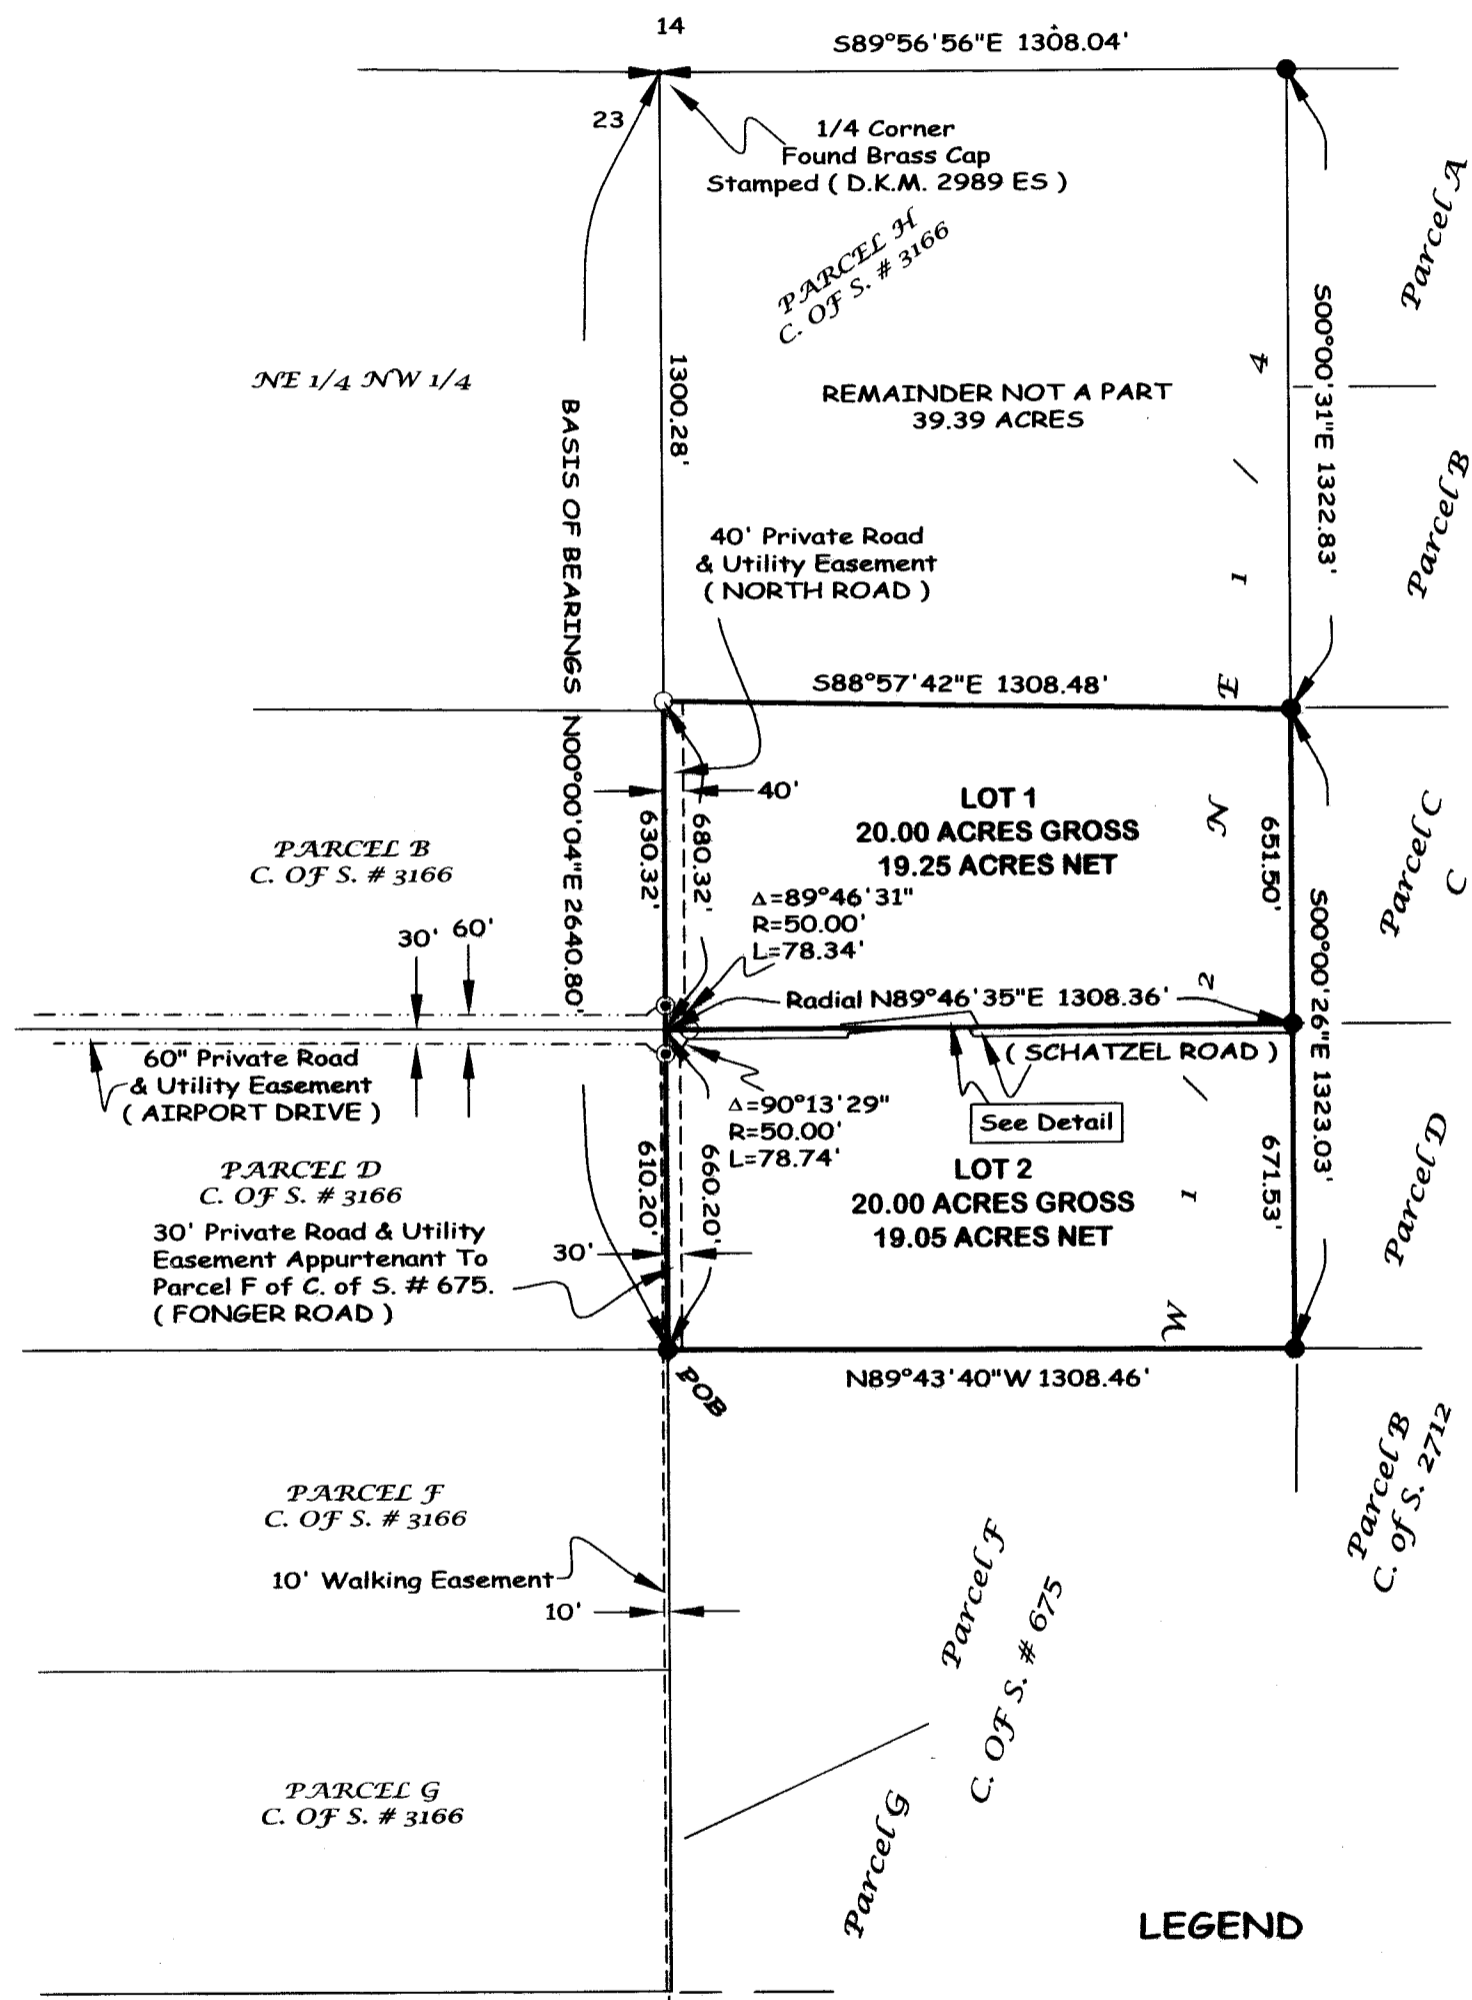 14
S89°56'56"E 1308.04'
23
1/4 Corner
Found Brass Cap
Stamped ( D.K.M. 2989 ES )
Parcel A
PARCEL H
C. OF S. # 3166
NE 1/4 NW 1/4
1300.28'
REMAINDER NOT A PART
39.39 ACRES
S00°00'31"E 1322.83'
Parcel B
BASIS OF BEARINGS N00°00'04"E 2640.80'
40' Private Road
& Utility Easement
( NORTH ROAD )
W 1 / 2 N E 1 / 4
S88°57'42"E 1308.48'
40'
LOT 1
20.00 ACRES GROSS
19.25 ACRES NET
630.32'
680.32'
651.50'
Parcel C
C
PARCEL B
C. OF S. # 3166
Δ=89°46'31"
R=50.00'
L=78.34'
30'
60'
Radial N89°46'35"E 1308.36'
S00°00'26"E 1323.03'
( SCHATZEL ROAD )
60" Private Road
& Utility Easement
( AIRPORT DRIVE )
Δ=90°13'29"
R=50.00'
L=78.74'
See Detail
PARCEL D
C. OF S. # 3166
610.20'
660.20'
LOT 2
20.00 ACRES GROSS
19.05 ACRES NET
671.53'
Parcel D
30' Private Road & Utility
Easement Appurtenant To
Parcel F of C. of S. # 675.
( FONGER ROAD )
30'
N89°43'40"W 1308.46'
POB
Parcel B
C. of S. 2712
PARCEL F
C. OF S. # 3166
10' Walking Easement
10'
Parcel F
C. OF S. # 675
PARCEL G
C. OF S. # 3166
Parcel G
LEGEND